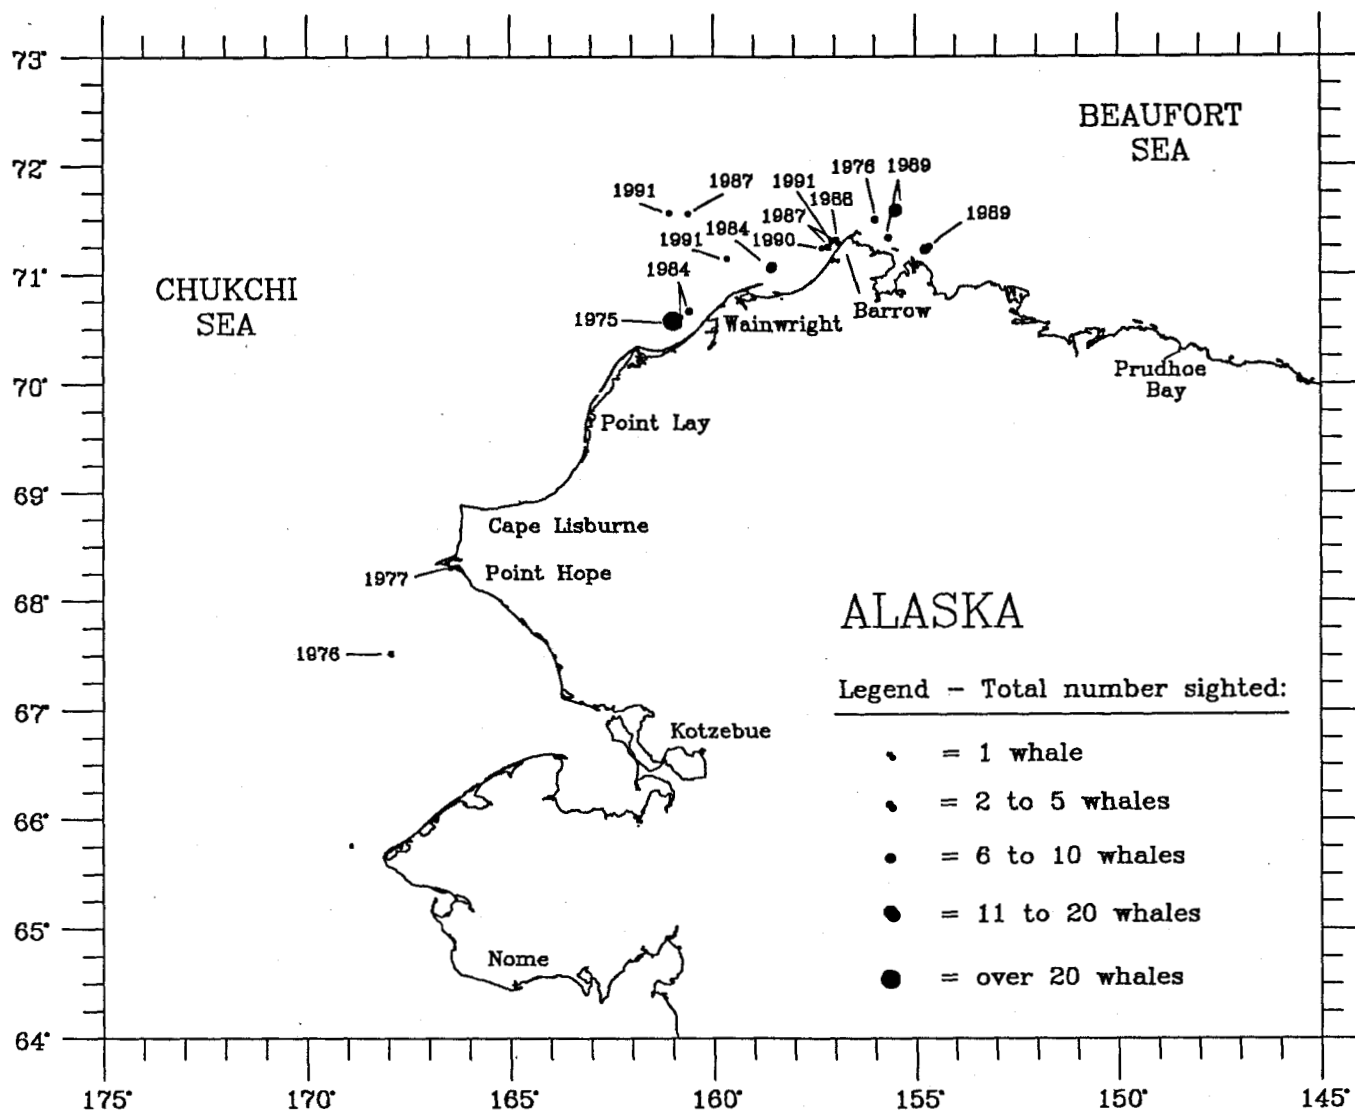 73°
BEAUFORT
SEA
72°
1976
1989
1991
1987
1991
1988
1987
1989
1984
1990
1991
71°
CHUKCHI
SEA
1984
1975
Wainwright
Barrow
Prudhoe
Bay
70°
Point Lay
69°
Cape Lisburne
Point Hope
1977
68°
ALASKA
1976
Legend - Total number sighted:
67°
Kotzebue
= 1 whale
= 2 to 5 whales
66°
= 6 to 10 whales
= 11 to 20 whales
65°
Nome
= over 20 whales
64°
175°
170°
165°
160°
155°
150°
145°